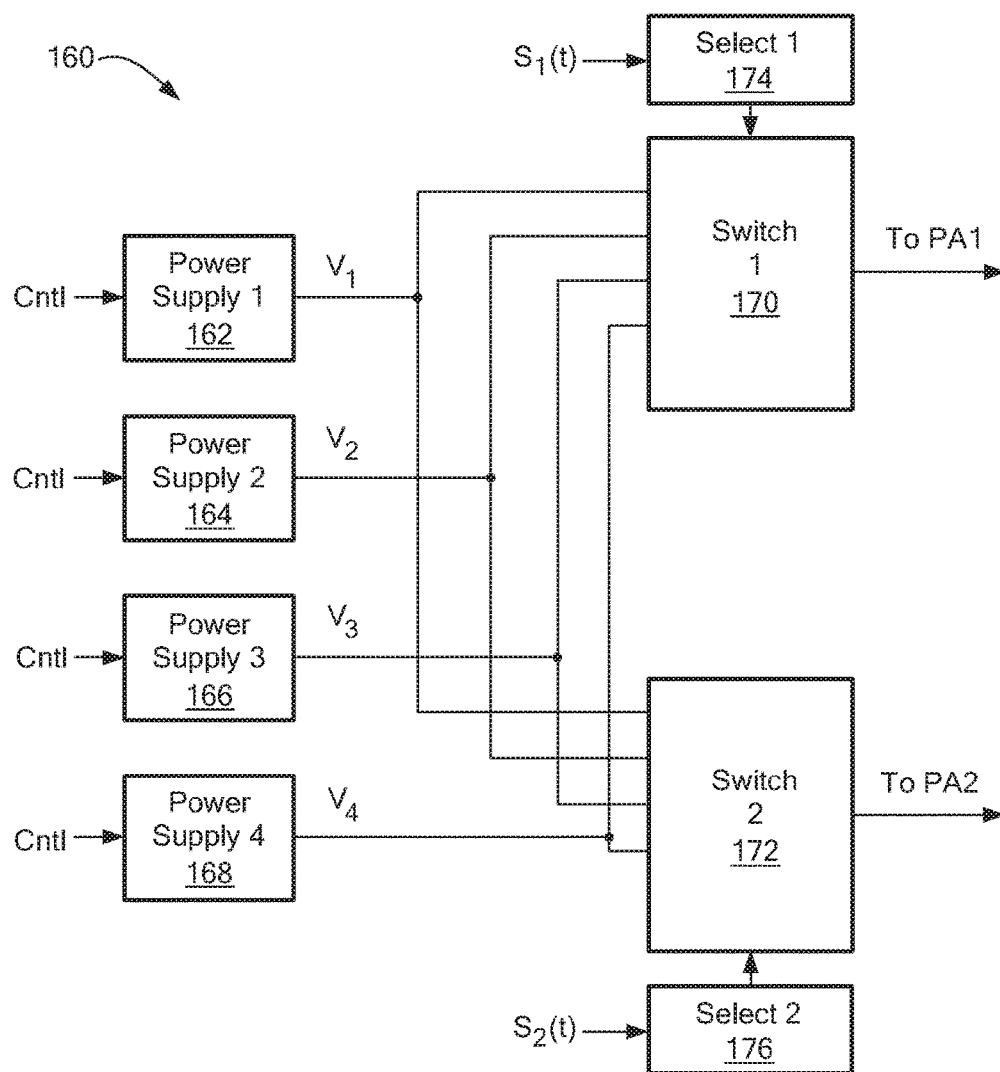 160
S1(t)
Select 1
174
Switch
1
170
To PA1
Cntl
Power
Supply 1
162
V1
Cntl
Power
Supply 2
164
V2
Cntl
Power
Supply 3
166
V3
Cntl
Power
Supply 4
168
V4
Switch
2
172
To PA2
S2(t)
Select 2
176